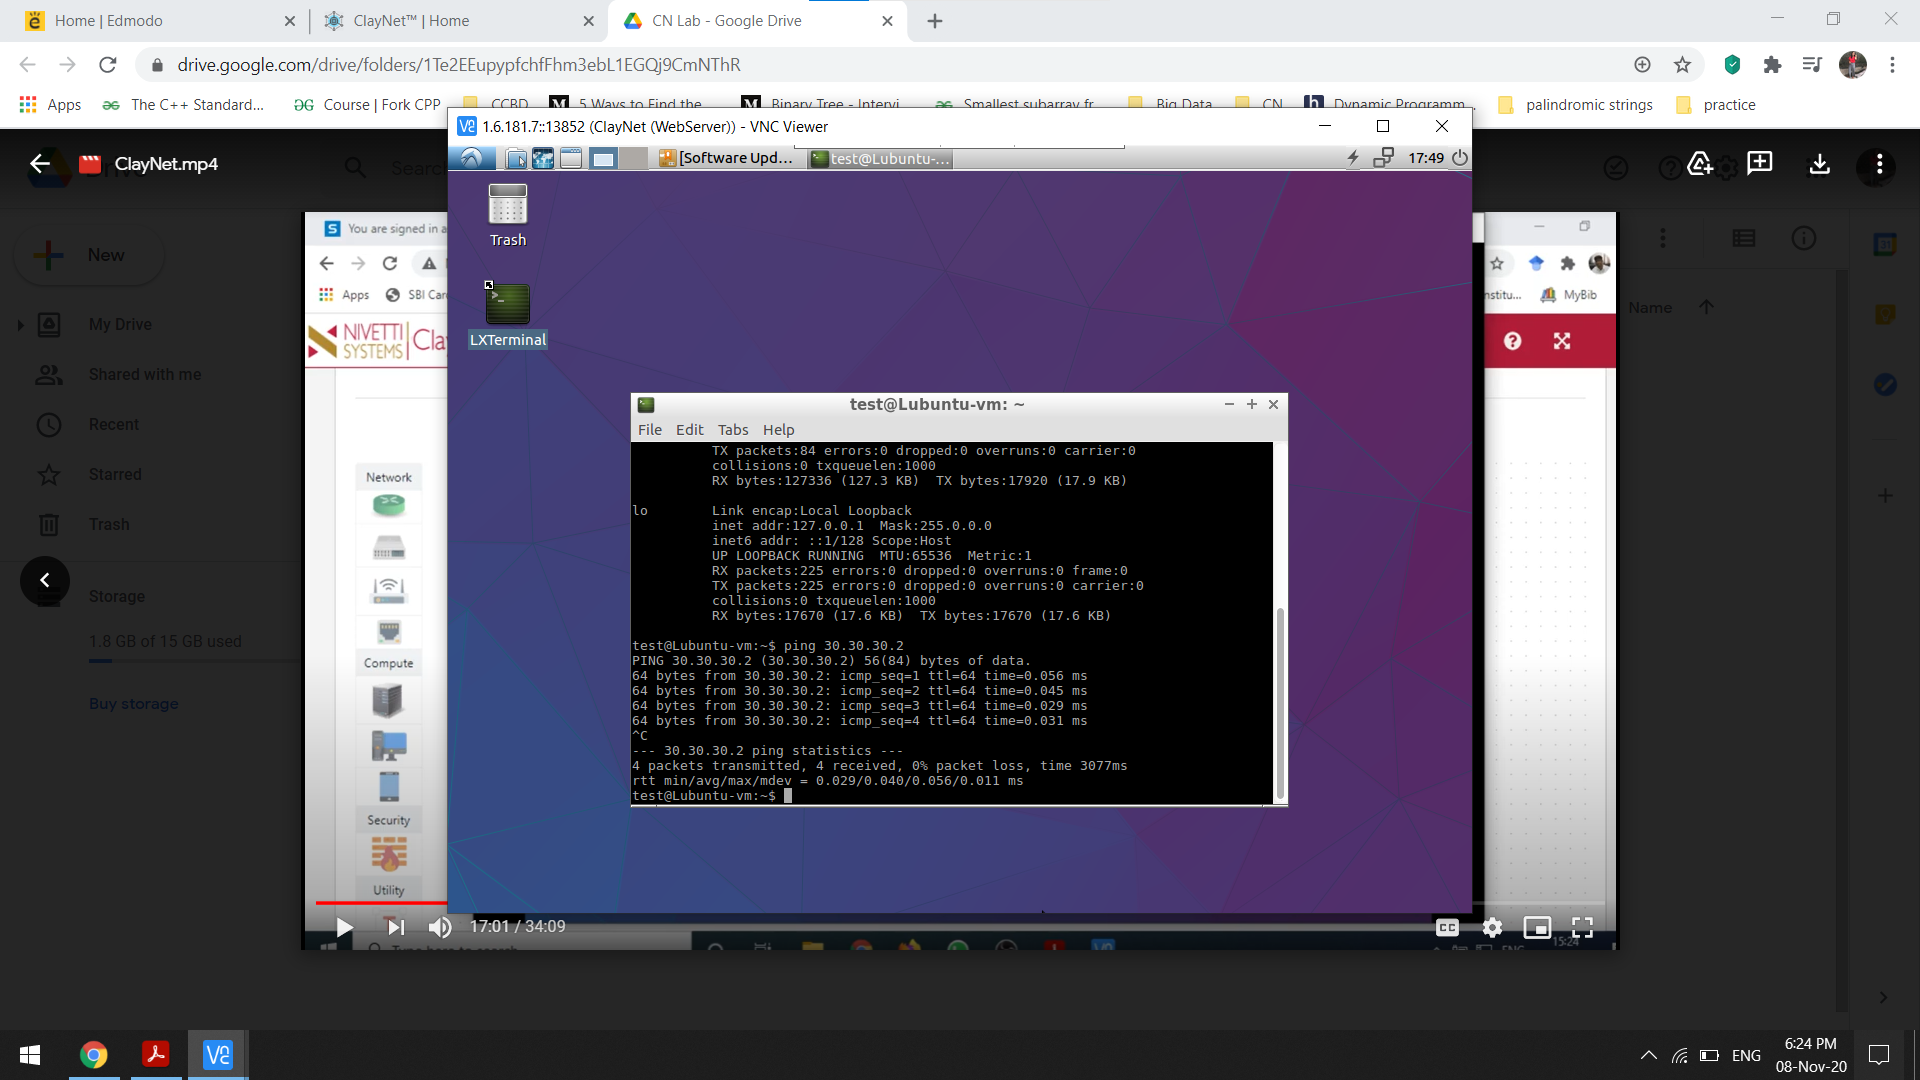 Home | Edmodo
ClayNet™ | Home
CN Lab - Google Drive
drive.google.com/drive/folders/1Te2EEupypfchfFhm3ebL1EGQj9CmNThR
Apps
The C++ Standard...
Course | Fork CPP
CCBD
5 Ways to Find the
Binary Tree - Intervi
Smallest subarray fr
Big Data
CN
Dynamic Programm
palindromic strings
practice
1.6.181.7::13852 (ClayNet (WebServer)) - VNC Viewer
ClayNet.mp4
[Software Upd...
test@Lubuntu-...
17:49
Trash
LXTerminal
New
My Drive
Shared with me
Recent
Starred
Trash
Storage
1.8 GB of 15 GB used
Buy storage
Name
You are signed in a
Apps
SBI Car
nstitu...
MyBib
NIVETTI
SYSTEMS
Cla
Network
Compute
Security
Utility
test@Lubuntu-vm: ~
File Edit Tabs Help
TX packets:84 errors:0 dropped:0 overruns:0 carrier:0
collisions:0 txqueuelen:1000
RX bytes:127336 (127.3 KB)  TX bytes:17920 (17.9 KB)
lo        Link encap:Local Loopback
inet addr:127.0.0.1  Mask:255.0.0.0
inet6 addr: ::1/128 Scope:Host
UP LOOPBACK RUNNING  MTU:65536  Metric:1
RX packets:225 errors:0 dropped:0 overruns:0 frame:0
TX packets:225 errors:0 dropped:0 overruns:0 carrier:0
collisions:0 txqueuelen:1000
RX bytes:17670 (17.6 KB)  TX bytes:17670 (17.6 KB)
test@Lubuntu-vm:~$ ping 30.30.30.2
PING 30.30.30.2 (30.30.30.2) 56(84) bytes of data.
64 bytes from 30.30.30.2: icmp_seq=1 ttl=64 time=0.056 ms
64 bytes from 30.30.30.2: icmp_seq=2 ttl=64 time=0.045 ms
64 bytes from 30.30.30.2: icmp_seq=3 ttl=64 time=0.029 ms
64 bytes from 30.30.30.2: icmp_seq=4 ttl=64 time=0.031 ms
^C
--- 30.30.30.2 ping statistics ---
4 packets transmitted, 4 received, 0% packet loss, time 3077ms
rtt min/avg/max/mdev = 0.029/0.040/0.056/0.011 ms
test@Lubuntu-vm:~$
17:01 / 34:09
CC
15:24
ENG
6:24 PM
08-Nov-20